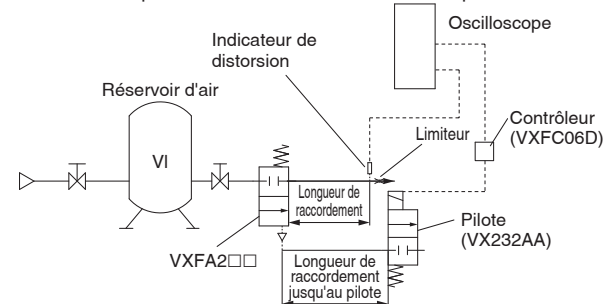 Oscilloscope
Indicateur de
distorsion
Réservoir d'air
Contrôleur
(VXFC06D)
Limiteur
VI
Longueur de
raccordement
Pilote
(VX232AA)
VXFA2□□
Longueur de
raccordement
jusqu'au pilote